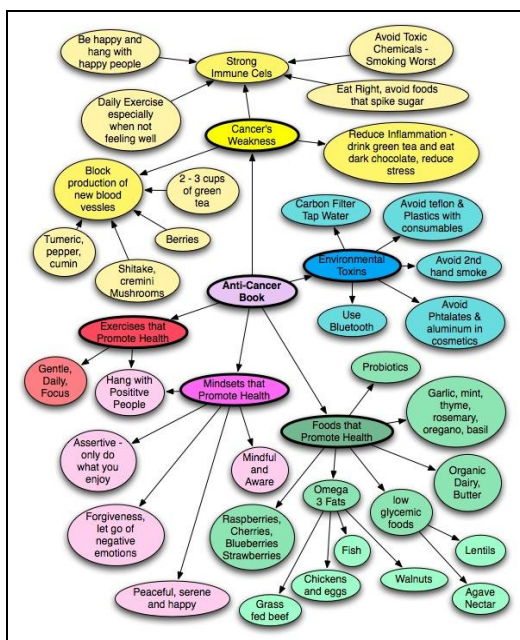 Be happy and
hang with
happy people
Avoid Toxic
Chemicals -
Smoking Worst
Strong
Immune Cels
Eat Right, avoid foods
that spike sugar
Daily Exercise
especially
when not
feeling well
Cancer's
Weakness
Reduce Inflammation -
drink green tea and eat
dark chocolate, reduce
stress
Block
production of
new blood
vessles
2 - 3 cups
of green
tea
Berries
Tumeric,
pepper,
cumin
Shitake,
cremini
Mushrooms
Carbon Filter
Tap Water
Avoid teflon &
Plastics with
consumables
Environmental
Toxins
Avoid 2nd
hand smoke
Use
Bluetooth
Avoid
Phtalates &
aluminum in
cosmetics
Anti-Cancer
Book
Exercises that
Promote Health
Gentle,
Daily,
Focus
Hang with
Posititve
People
Mindsets that
Promote Health
Probiotics
Garlic, mint,
thyme,
rosemary,
oregano, basil
Foods that
Promote Health
Assertive -
only do
what you
enjoy
Mindful
and
Aware
Organic
Dairy,
Butter
Omega
3 Fats
low
glycemic
foods
Raspberries,
Cherries,
Blueberries
Strawberries
Forgiveness,
let go of
negative
emotions
Fish
Lentils
Peaceful, serene
and happy
Chickens
and eggs
Walnuts
Agave
Nectar
Grass
fed beef